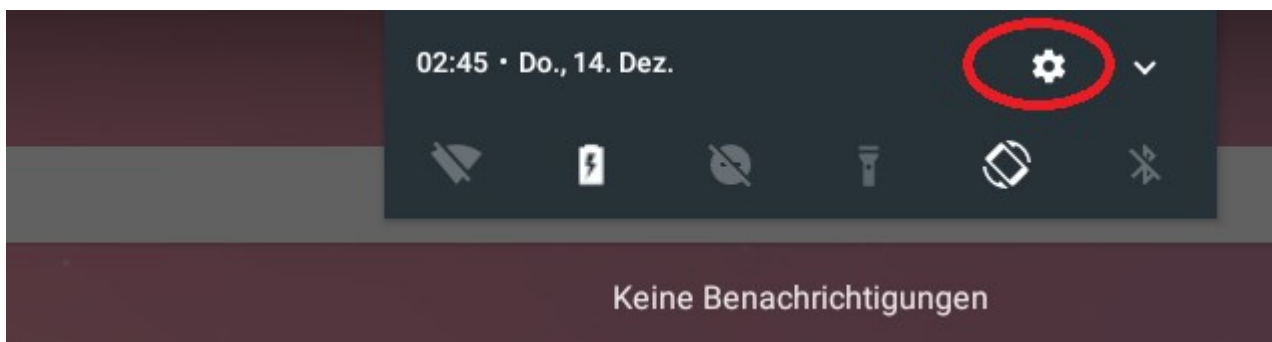 02:45 • Do., 14. Dez.
Keine Benachrichtigungen